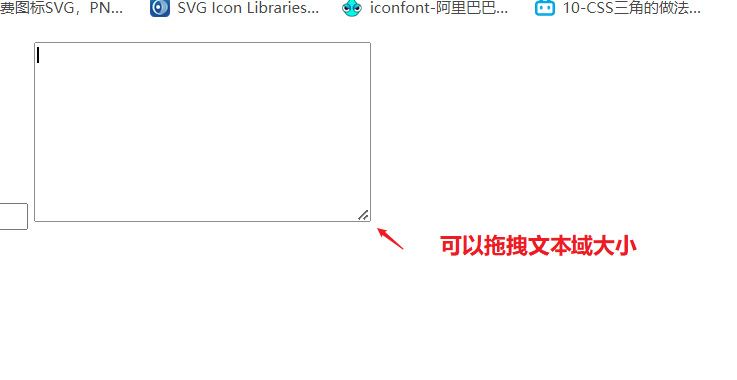 费图标SVG，PN...
SVG Icon Libraries...
iconfont-阿里巴巴...
10-CSS三角的做法...
可以拖拽文本域大小